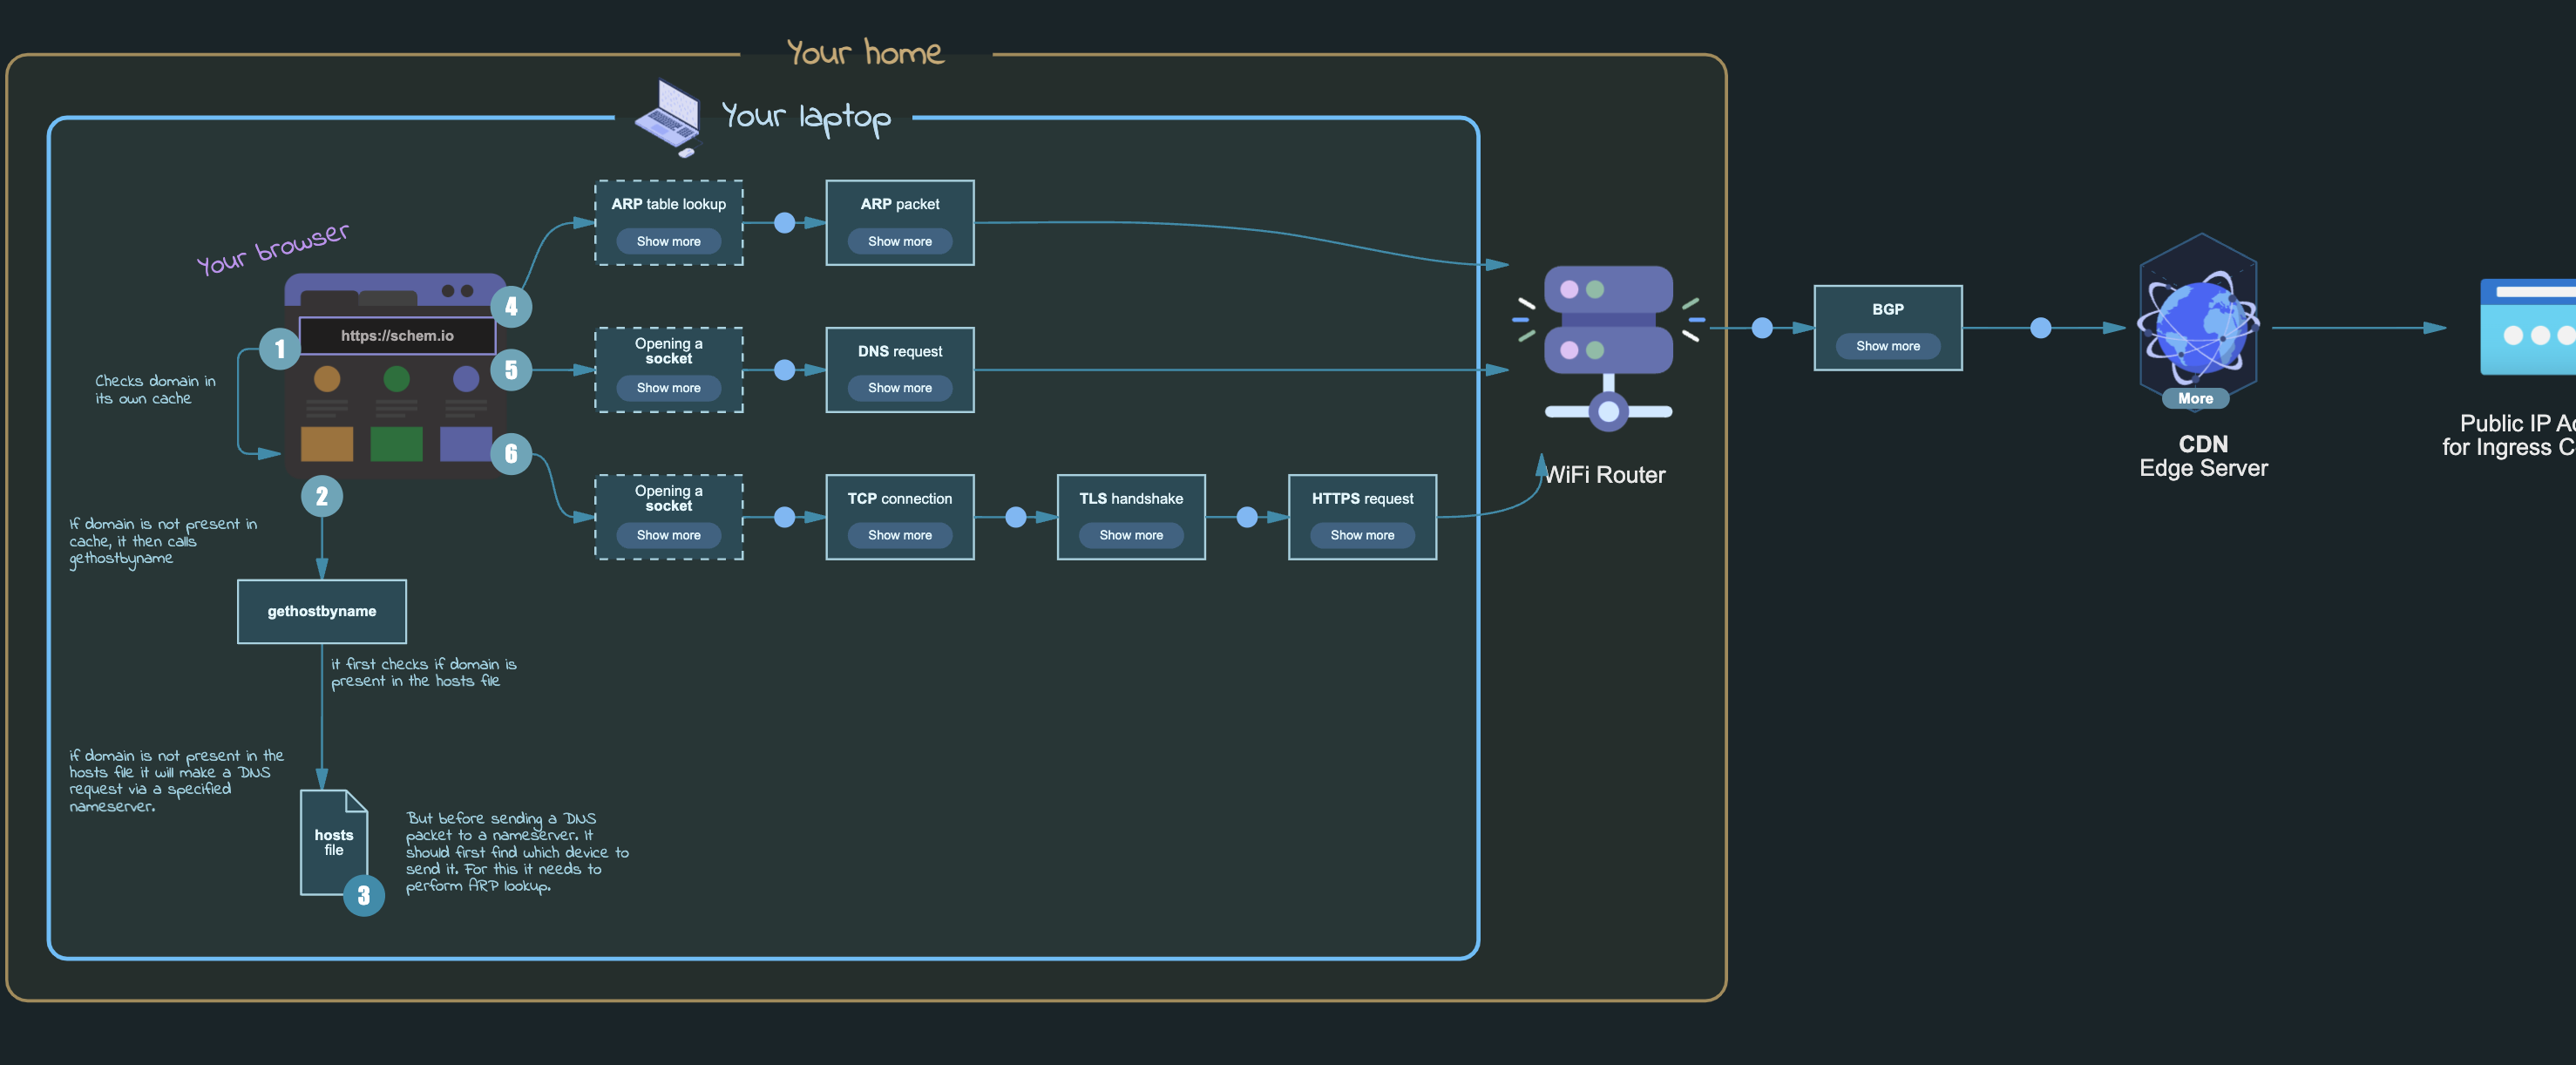 Your home
Your laptop
Your browser
https://schem.io
1
Checks domain in
its own cache
2
If domain is not present in
cache, it then calls
gethostbyname
gethostbyname
it first checks if domain is
present in the hosts file
if domain is not present in the
hosts file it will make a DNS
request via a specified
nameserver.
hosts
file
3
But before sending a DNS
packet to a nameserver. It
should first find which device to
send it. For this it needs to
perform ARP lookup.
4
ARP table lookup
Show more
ARP packet
Show more
5
Opening a
socket
Show more
DNS request
Show more
6
Opening a
socket
Show more
TCP connection
Show more
TLS handshake
Show more
HTTPS request
Show more
WiFi Router
BGP
Show more
More
CDN
Edge Server
Public IP
for Ingress